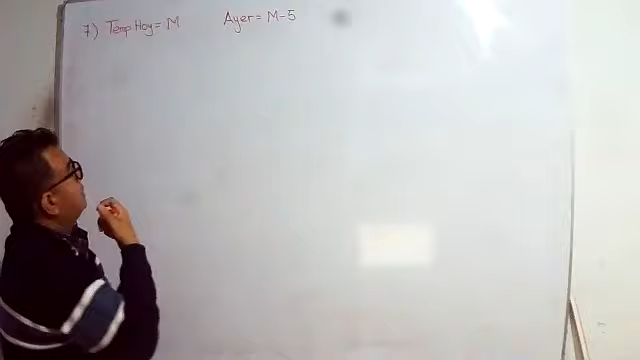 7) Temp Hoy = M Ayer = M-5